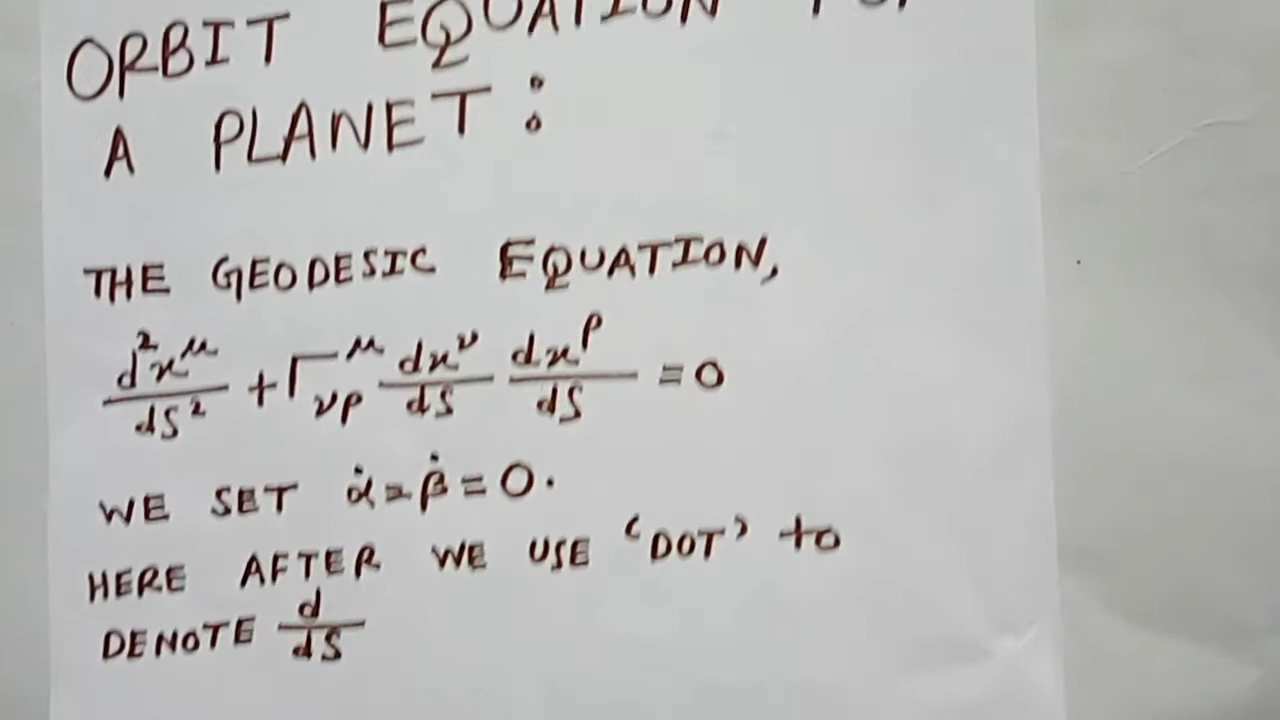 ORBIT EQUATION
A PLANET:
THE GEODESIC EQUATION,
d²x^μ/dS² + Γ^μ_νρ dx^ν/dS dx^ρ/dS = 0
WE SET α̇ = β̇ = 0.
HERE AFTER WE USE 'DOT' to
DENOTE d/dS